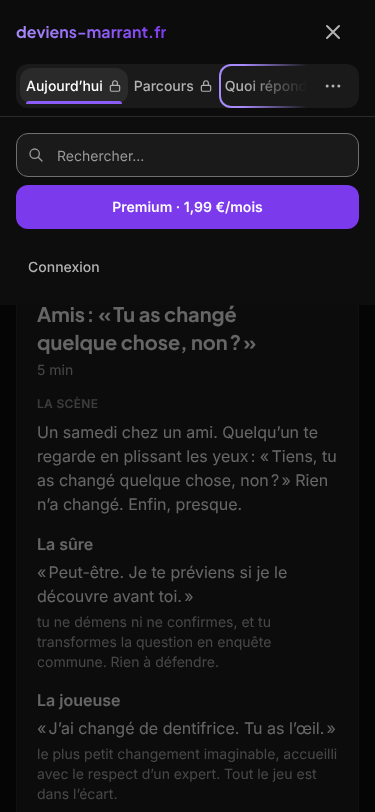 deviens-marrant.fr
Aujourd’hui Parcours Quoi répond
Rechercher…
Premium · 1,99 €/mois
Connexion
Amis : « Tu as changé
quelque chose, non ? »
5 min
LA SCÈNE
Un samedi chez un ami. Quelqu’un te
regarde en plissant les yeux : « Tiens, tu
as changé quelque chose, non ? » Rien
n’a changé. Enfin, presque.
La sûre
« Peut-être. Je te préviens si je le
découvre avant toi. »
tu ne démens ni ne confirmes, et tu
transformes la question en enquête
commune. Rien à défendre.
La joueuse
« J’ai changé de dentifrice. Tu as l’œil. »
le plus petit changement imaginable, accueilli
avec le respect d’un expert. Tout le jeu est
dans l’écart.